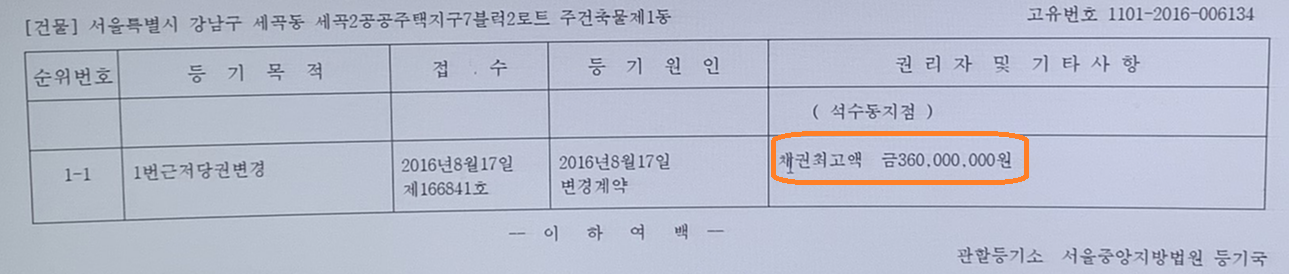 [건물] 서울특별시 강남구 세곡동 세곡2공공주택지구7블럭2로트 주건축물제1동
고유번호 1101-2016-006134
순위번호 등 기 목 적 접 수 등 기 원 인 권 리 자 및 기 타 사 항
( 석수동지점 )
1-1 1번근저당권변경 2016년8월17일 2016년8월17일 채권최고액 금360,000,000원
제166841호 변경계약
— 이 하 여 백 —
관할등기소 서울중앙지방법원 등기국